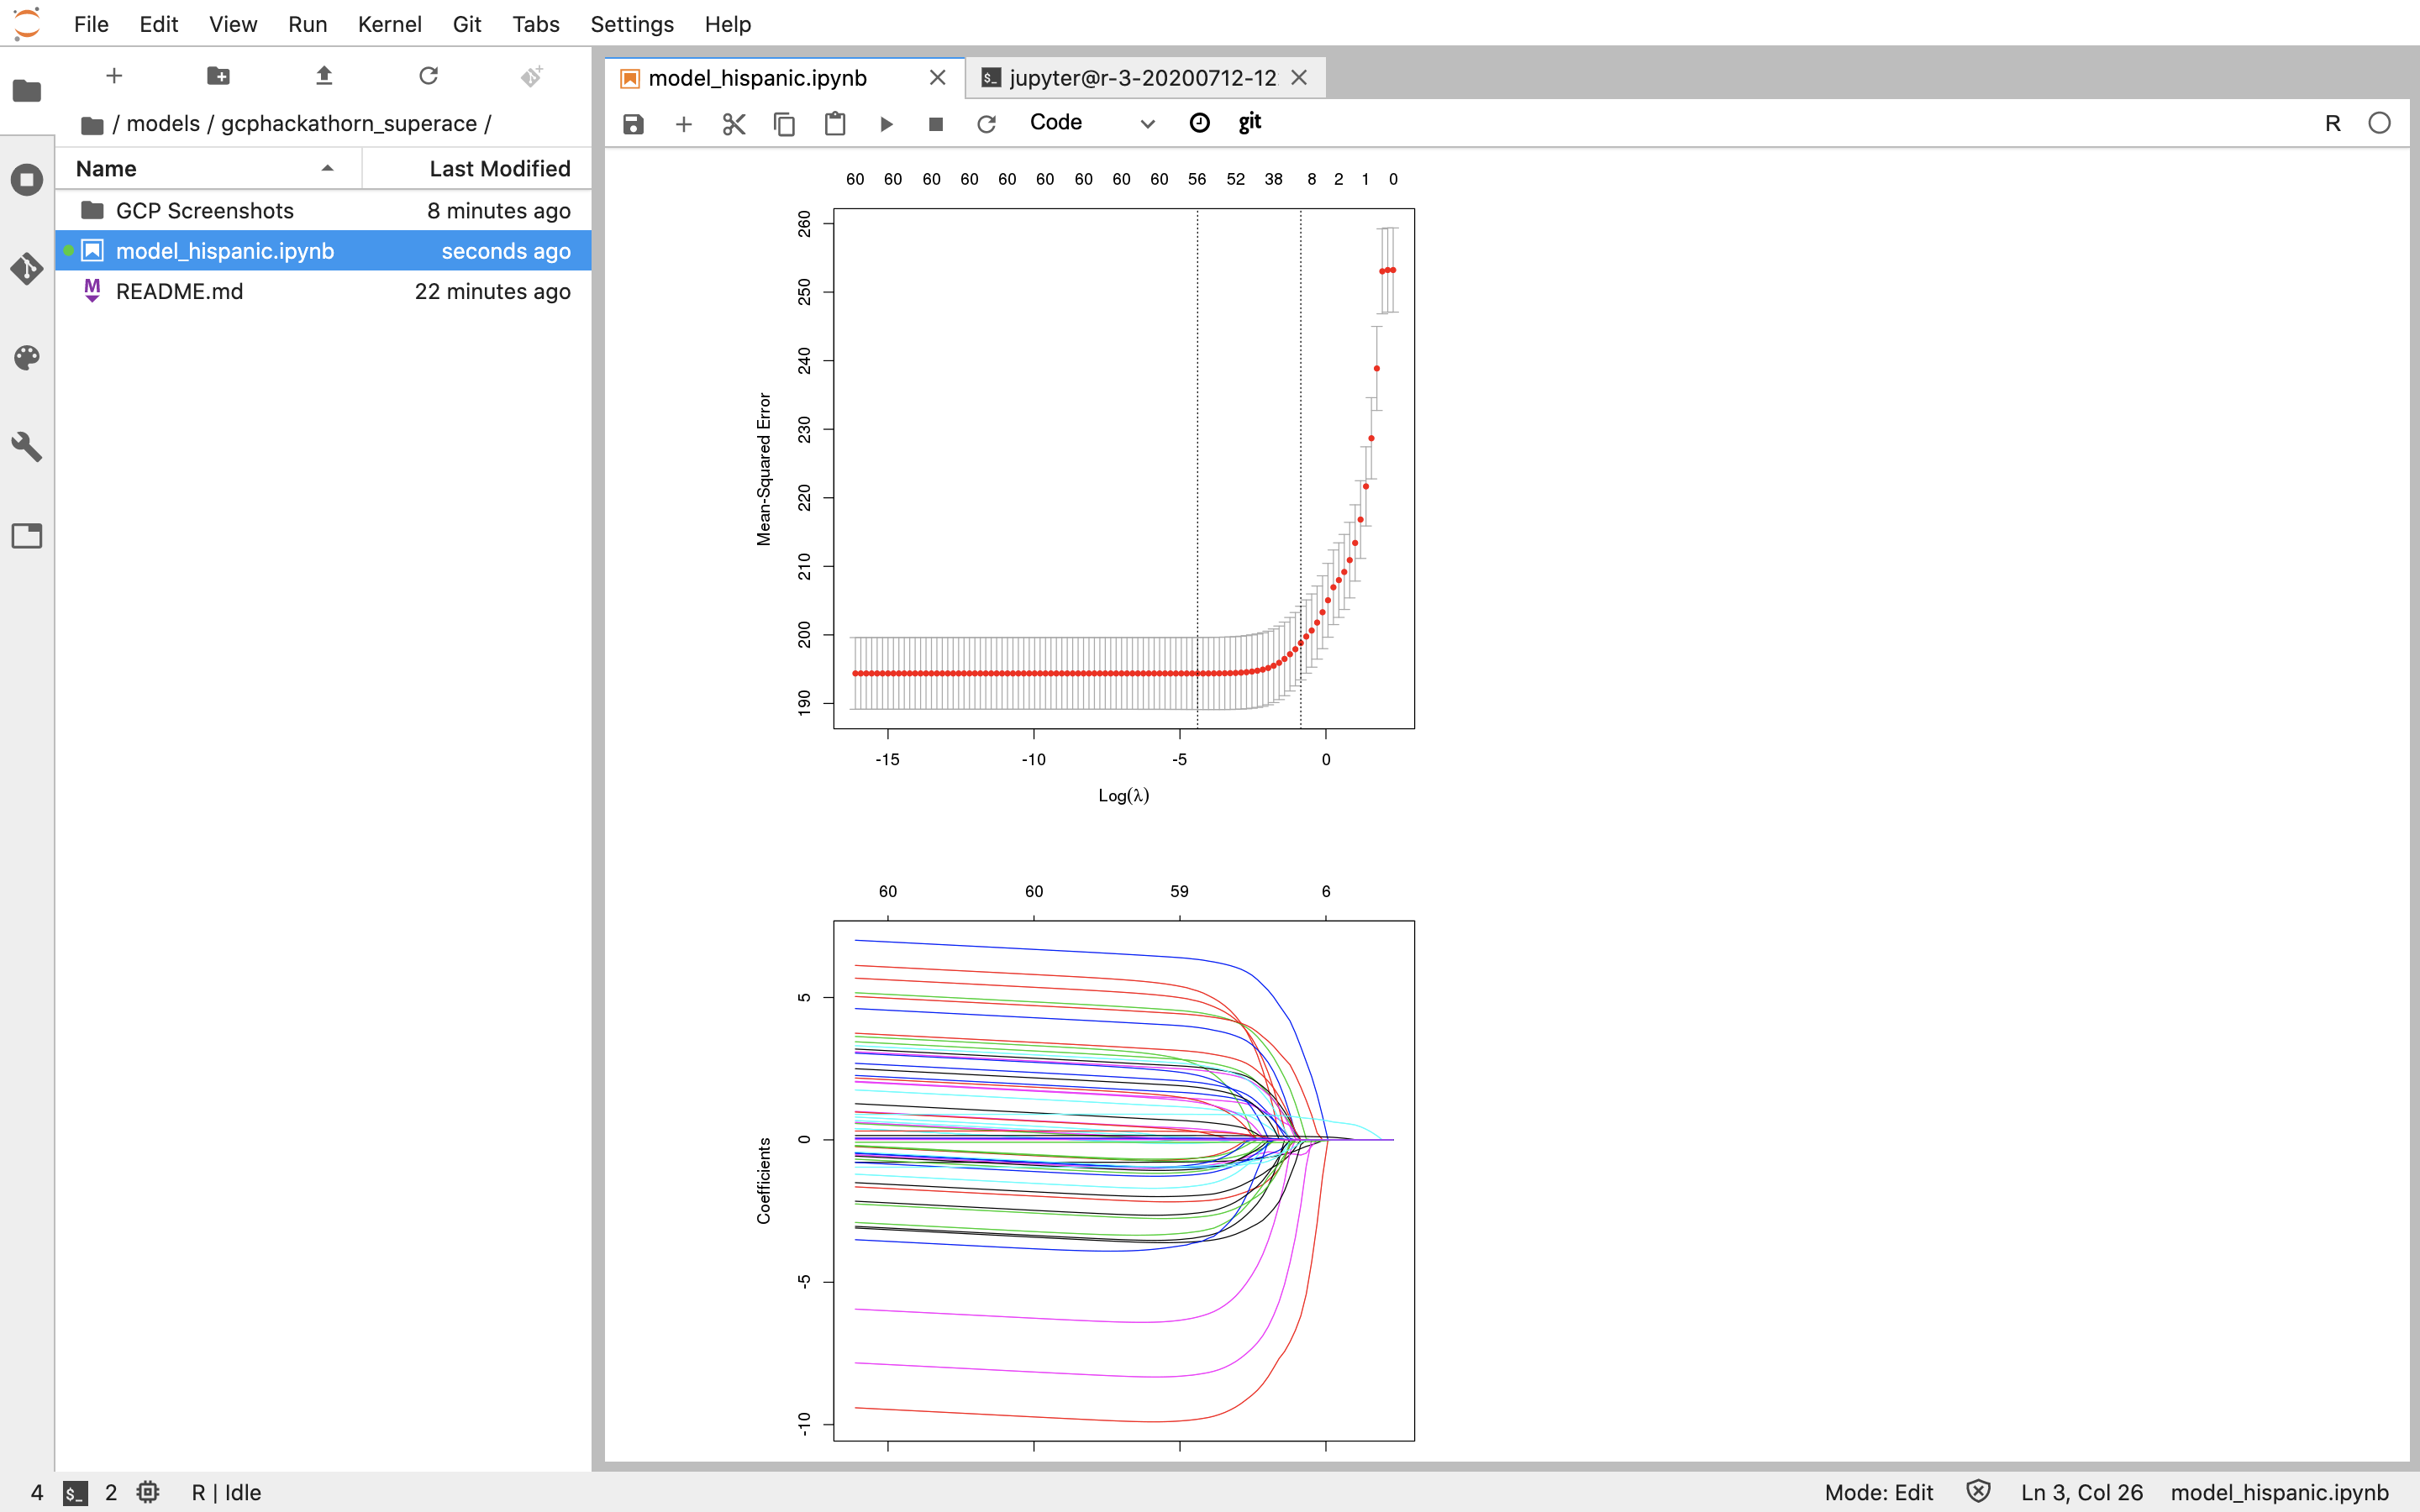 File Edit View Run Kernel Git Tabs Settings Help
/ models / gcphackathorn_superace /
Name Last Modified
GCP Screenshots 8 minutes ago
model_hispanic.ipynb seconds ago
M README.md 22 minutes ago
model_hispanic.ipynb
$_ jupyter@r-3-20200712-12
Code git R
60 60 60 60 60 60 60 60 60 56 52 38 8 2 1 0
260
250
240
230
220
210
200
190
Mean-Squared Error
-15 -10 -5 0
Log(λ)
60 60 59 6
5
0
-5
-10
Coefficients
4 $_ 2 R | Idle Mode: Edit Ln 3, Col 26 model_hispanic.ipynb